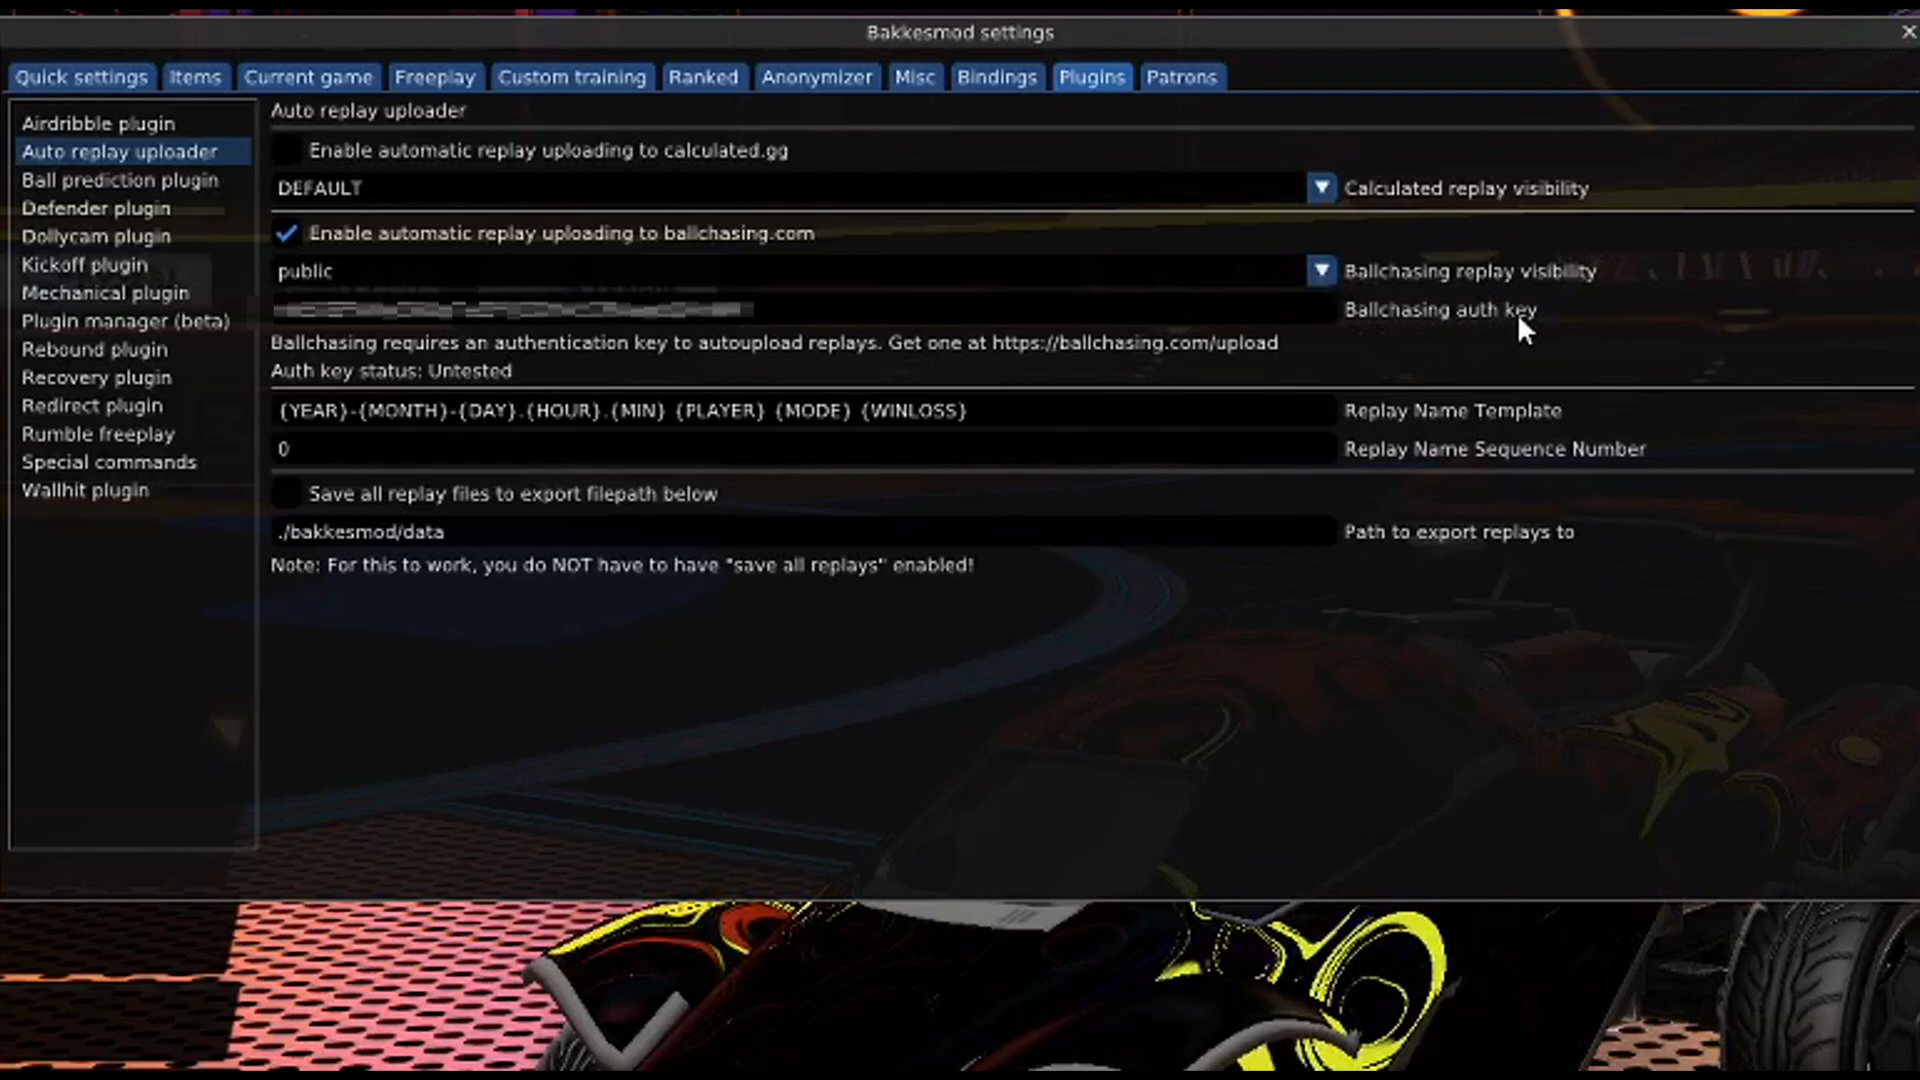 Bakkesmod settings
Quick settings Items Current game Freeplay Custom training Ranked Anonymizer Misc Bindings Plugins Patrons
Airdribble plugin
Auto replay uploader
Ball prediction plugin
Defender plugin
Dollycam plugin
Kickoff plugin
Mechanical plugin
Plugin manager (beta)
Rebound plugin
Recovery plugin
Redirect plugin
Rumble freeplay
Special commands
Wallhit plugin
Auto replay uploader
Enable automatic replay uploading to calculated.gg
DEFAULT Calculated replay visibility
Enable automatic replay uploading to ballchasing.com
public Ballchasing replay visibility
Ballchasing auth key
Ballchasing requires an authentication key to autoupload replays. Get one at https://ballchasing.com/upload
Auth key status: Untested
{YEAR}-{MONTH}-{DAY}.{HOUR}.{MIN} {PLAYER} {MODE} {WINLOSS} Replay Name Template
0 Replay Name Sequence Number
Save all replay files to export filepath below
./bakkesmod/data Path to export replays to
Note: For this to work, you do NOT have to have "save all replays" enabled!